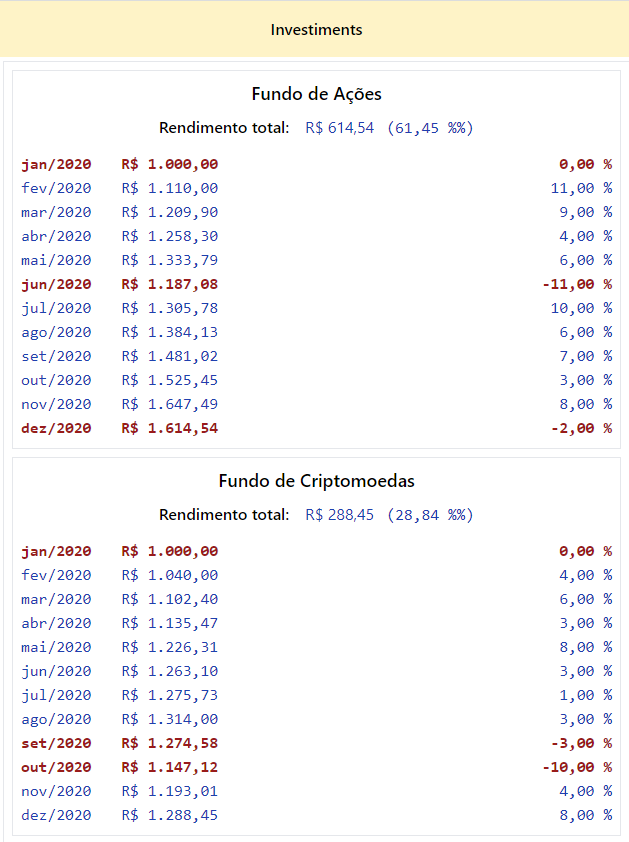 Investiments
Fundo de Ações
Rendimento total: R$ 614,54 (61,45 %%)
jan/2020 R$ 1.000,00 0,00 %
fev/2020 R$ 1.110,00 11,00 %
mar/2020 R$ 1.209,90 9,00 %
abr/2020 R$ 1.258,30 4,00 %
mai/2020 R$ 1.333,79 6,00 %
jun/2020 R$ 1.187,08 -11,00 %
jul/2020 R$ 1.305,78 10,00 %
ago/2020 R$ 1.384,13 6,00 %
set/2020 R$ 1.481,02 7,00 %
out/2020 R$ 1.525,45 3,00 %
nov/2020 R$ 1.647,49 8,00 %
dez/2020 R$ 1.614,54 -2,00 %
Fundo de Criptomoedas
Rendimento total: R$ 288,45 (28,84 %%)
jan/2020 R$ 1.000,00 0,00 %
fev/2020 R$ 1.040,00 4,00 %
mar/2020 R$ 1.102,40 6,00 %
abr/2020 R$ 1.135,47 3,00 %
mai/2020 R$ 1.226,31 8,00 %
jun/2020 R$ 1.263,10 3,00 %
jul/2020 R$ 1.275,73 1,00 %
ago/2020 R$ 1.314,00 3,00 %
set/2020 R$ 1.274,58 -3,00 %
out/2020 R$ 1.147,12 -10,00 %
nov/2020 R$ 1.193,01 4,00 %
dez/2020 R$ 1.288,45 8,00 %